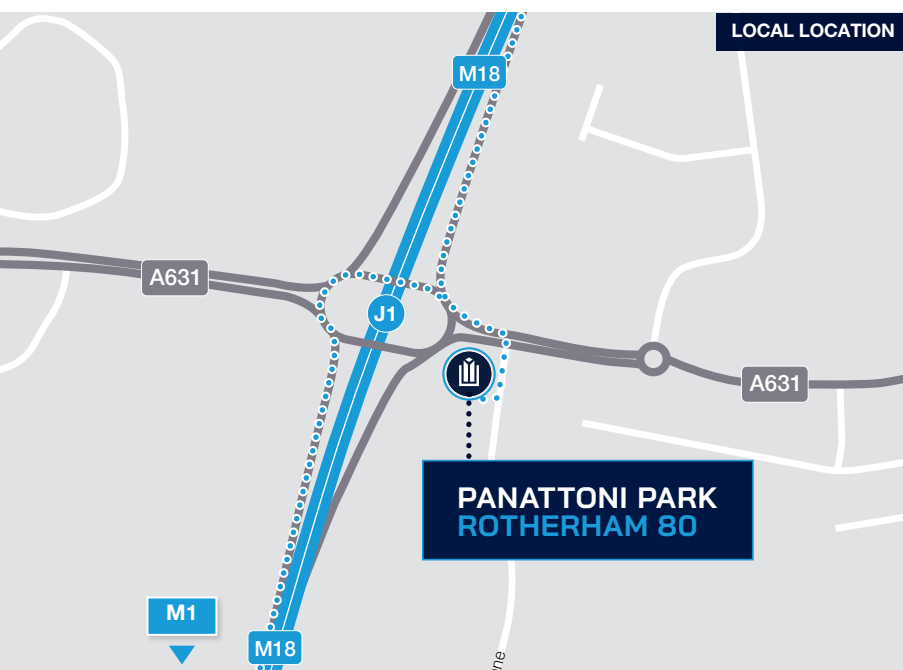 LOCAL LOCATION
M18
A631
J1
A631
PANATTONI PARK
ROTHERHAM 80
M1
M18